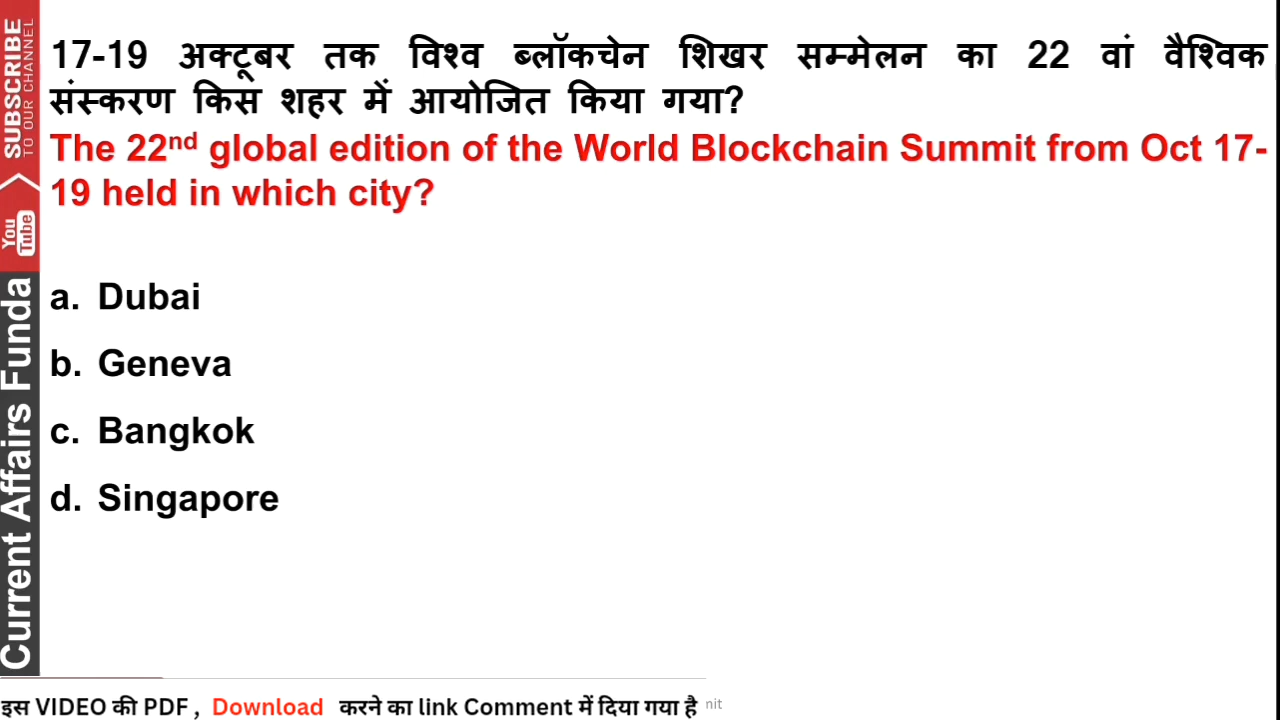 17-19 अक्टूबर तक विश्व ब्लॉकचेन शिखर सम्मेलन का 22 वां वैश्विक
संस्करण किस शहर में आयोजित किया गया?
The 22nd global edition of the World Blockchain Summit from Oct 17-
19 held in which city?
a. Dubai
b. Geneva
c. Bangkok
d. Singapore
SUBSCRIBE
TO OUR CHANNEL
You Tube
Current Affairs Funda
इस VIDEO की PDF , Download करने का link Comment में दिया गया है